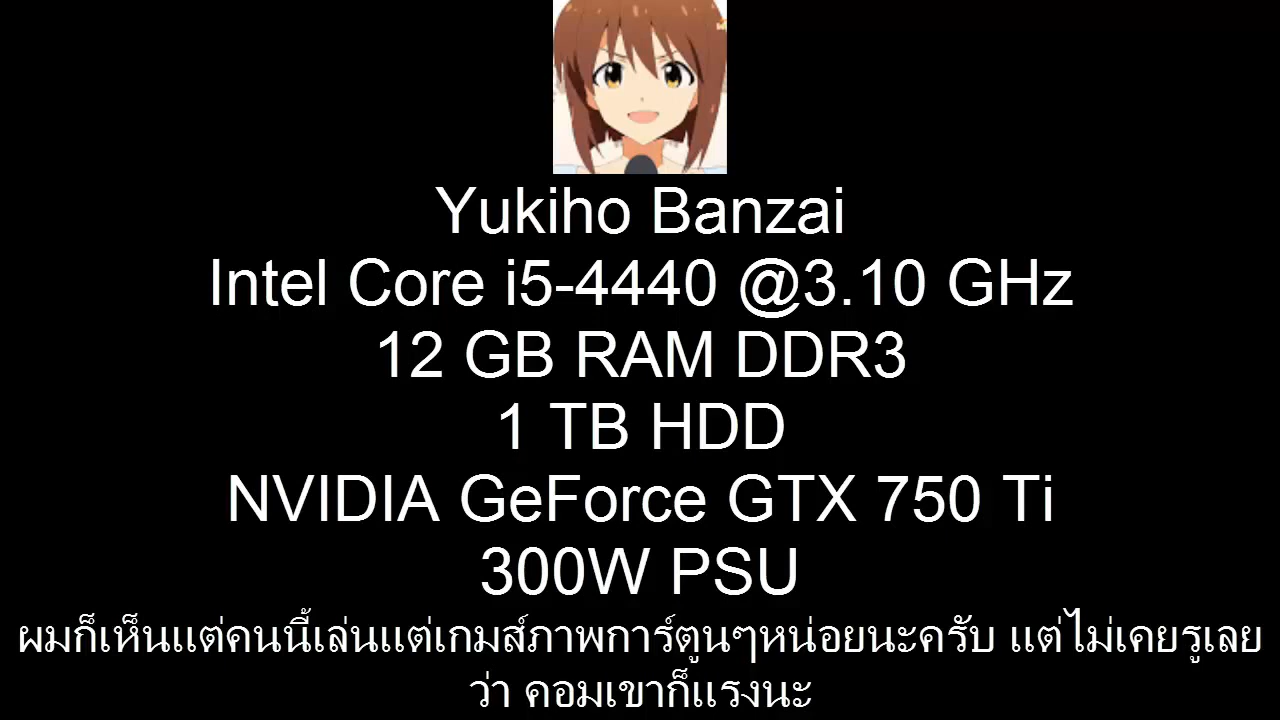 Yukiho Banzai
Intel Core i5-4440 @3.10 GHz
12 GB RAM DDR3
1 TB HDD
NVIDIA GeForce GTX 750 Ti
300W PSU
ผมก็เห็นแต่คนนี้เล่นแต่เกมส์ภาพการ์ตูนๆหน่อยนะครับ แต่ไม่เคยรูเลย
ว่า คอมเขาก็แรงนะ